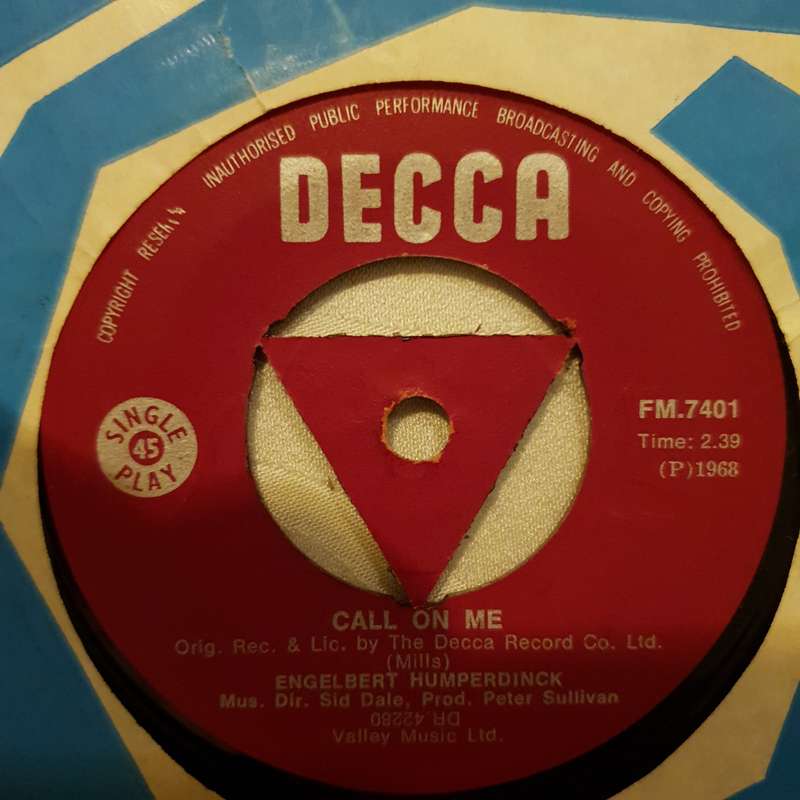 COPYRIGHT RESERV INAUTHORISED PUBLIC PERFORMANCE BROADCASTING AND COPYING PROHIBITED
DECCA
SINGLE
45
PLAY
FM.7401
Time: 2.39
(P)1968
CALL ON ME
Orig. Rec. & Lic. by The Decca Record Co. Ltd.
(Mills)
ENGELBERT HUMPERDINCK
Mus. Dir. Sid Dale, Prod. Peter Sullivan
DR.42280
Valley Music Ltd.